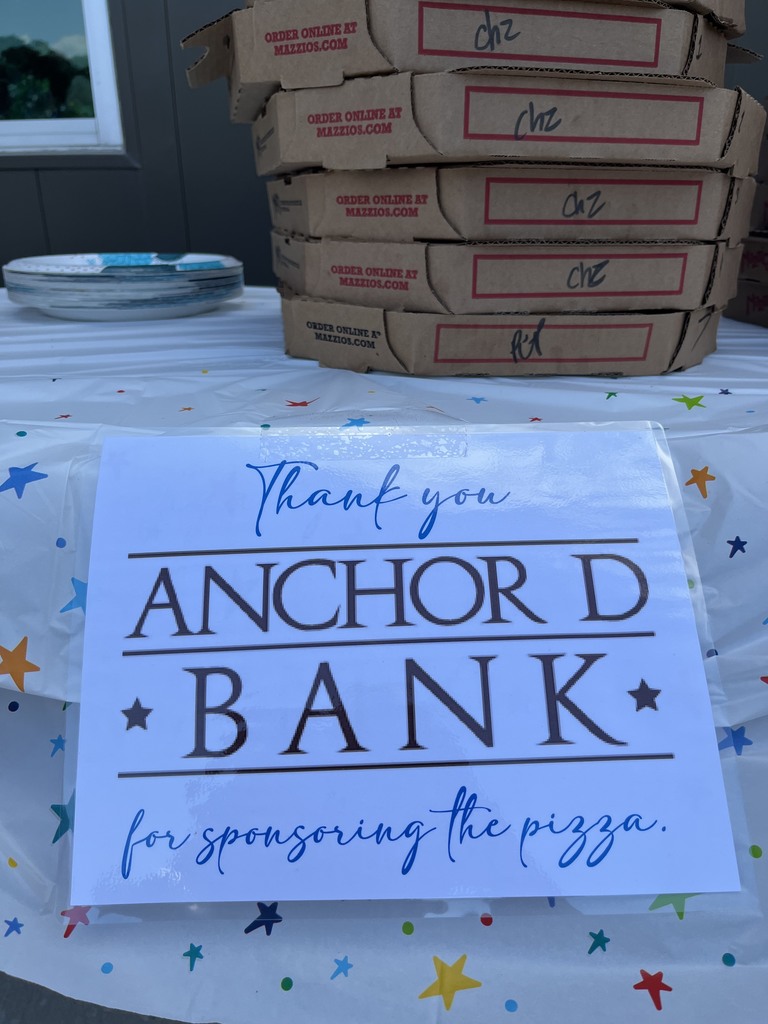 ORDER ONLINE AT
MAZZIOS.COM
chz
ORDER ONLINE AT
MAZZIOS.COM
chz
ORDER ONLINE AT
MAZZIOS.COM
chz
ORDER ONLINE AT
MAZZIOS.COM
chz
ORDER ONLINE AT
MAZZIOS.COM
Thank you
ANCHOR D
BANK
for sponsoring the pizza.